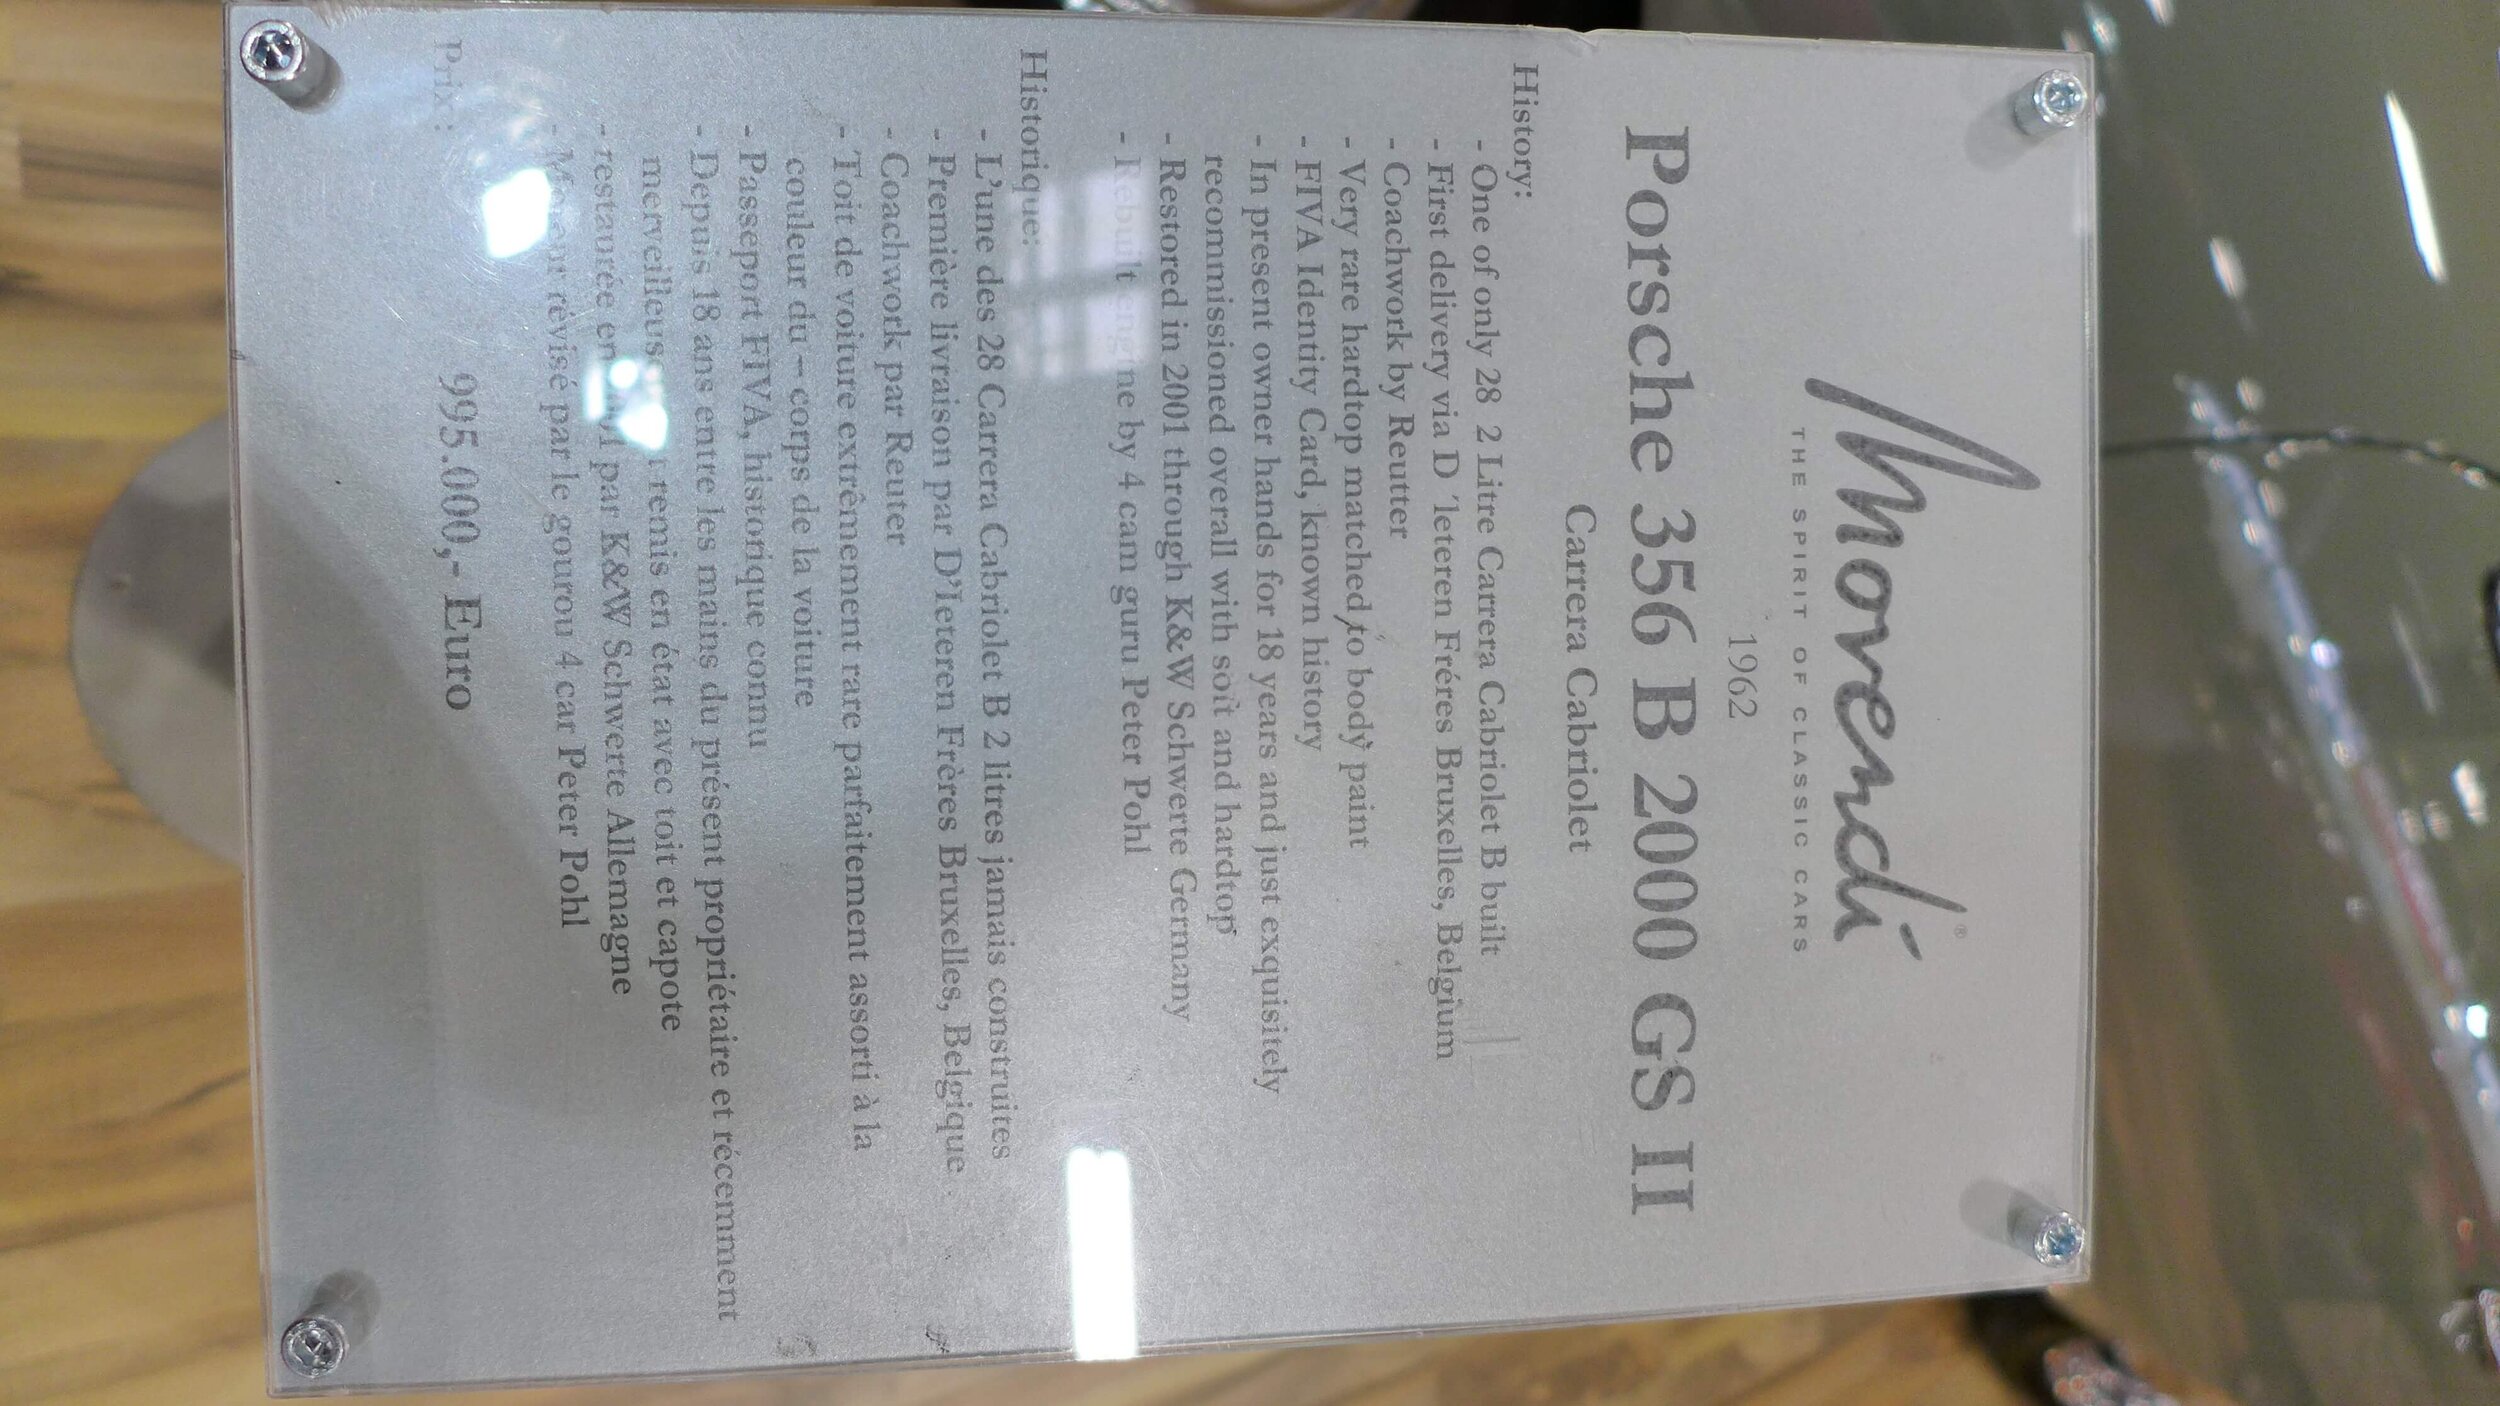 Movendi®
THE SPIRIT OF CLASSIC CARS
1962
Porsche 356 B 2000 GS II
Carrera Cabriolet
History:
- One of only 28 2 Litre Carrera Cabriolet B built
- First delivery via D´leteren Fréres Bruxelles, Belgium
- Coachwork by Reutter
- Very rare hardtop matched to body paint
- FIVA Identity Card, known history
- In present owner hands for 18 years and just exquisitely
recommissioned overall with soft and hardtop
- Restored in 2001 through K&W Schwerte Germany
- Rebuilt engine by 4 cam guru Peter Pohl
Historique:
- L'une des 28 Carrera Cabriolet B 2 litres jamais construites
- Première livraison par D'Ieteren Frères Bruxelles, Belgique
- Coachwork par Reuter
- Toit de voiture extrêmement rare parfaitement assorti à la
couleur du – corps de la voiture
- Passeport FIVA, historique connu
- Depuis 18 ans entre les mains du présent propriétaire et récemment
remis en état avec toit et capote
- restaurée en par K&W Schwerte Allemagne
- révisé par le gourou 4 car Peter Pohl
Prix: 995.000,- Euro